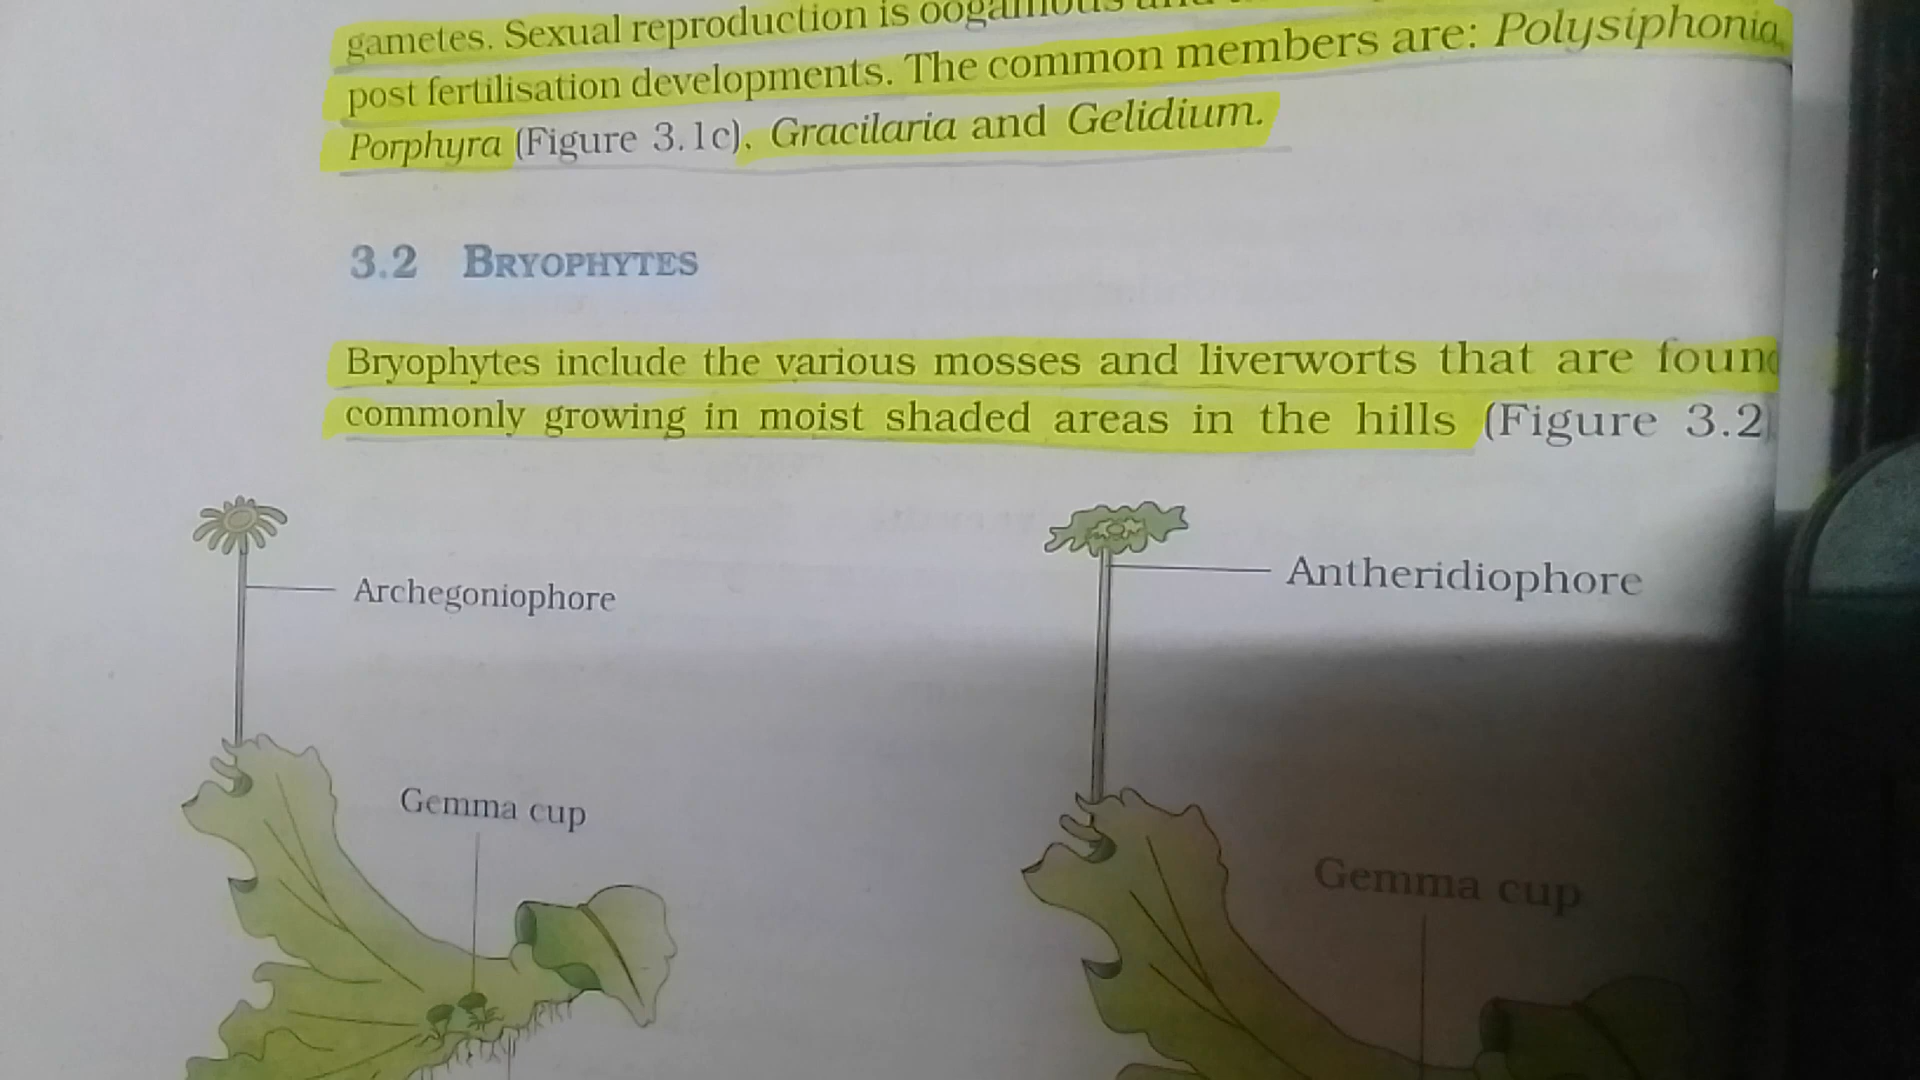 gametes. Sexual reproduction is oogamous
post fertilisation developments. The common members are: Polysiphonia,
Porphyra (Figure 3.1c), Gracilaria and Gelidium.
3.2 BRYOPHYTES
Bryophytes include the various mosses and liverworts that are found
commonly growing in moist shaded areas in the hills (Figure 3.2)
Archegoniophore
Antheridiophore
Gemma cup
Gemma cup